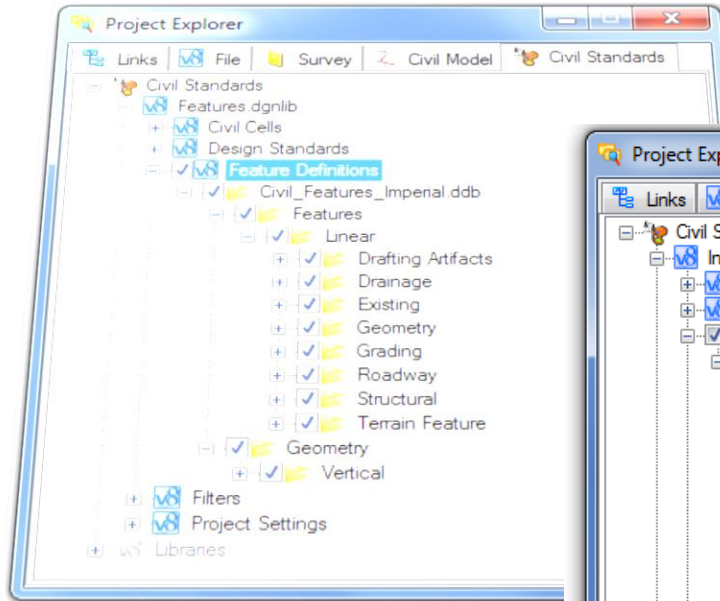 Project Explorer
Links File Survey Civil Model Civil Standards
Civil Standards
Features.dgnlib
Civil Cells
Design Standards
Feature Definitions
Civil_Features_Imperial.ddb
Features
Linear
Drafting Artifacts
Drainage
Existing
Geometry
Grading
Roadway
Structural
Terrain Feature
Geometry
Vertical
Filters
Project Settings
Libraries
Project Exp
Links
Civil S
In